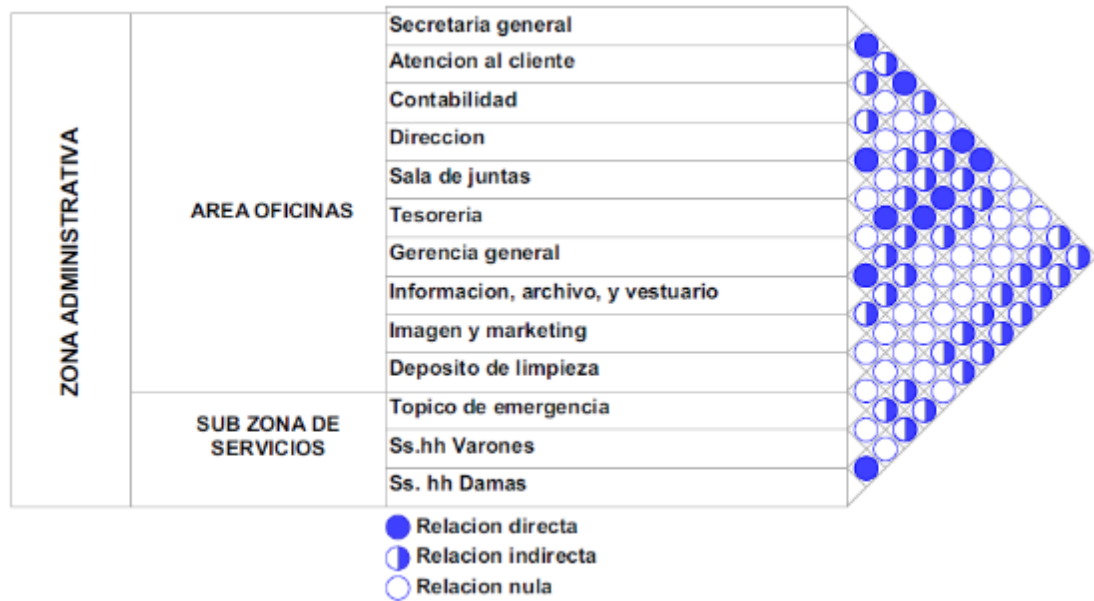 ZONA ADMINISTRATIVA
AREA OFICINAS
Secretaria general
Atencion al cliente
Contabilidad
Direccion
Sala de juntas
Tesoreria
Gerencia general
Informacion, archivo, y vestuario
Imagen y marketing
Deposito de limpieza
SUB ZONA DE
SERVICIOS
Topico de emergencia
Ss.hh Varones
Ss. hh Damas
Relacion directa
Relacion indirecta
Relacion nula